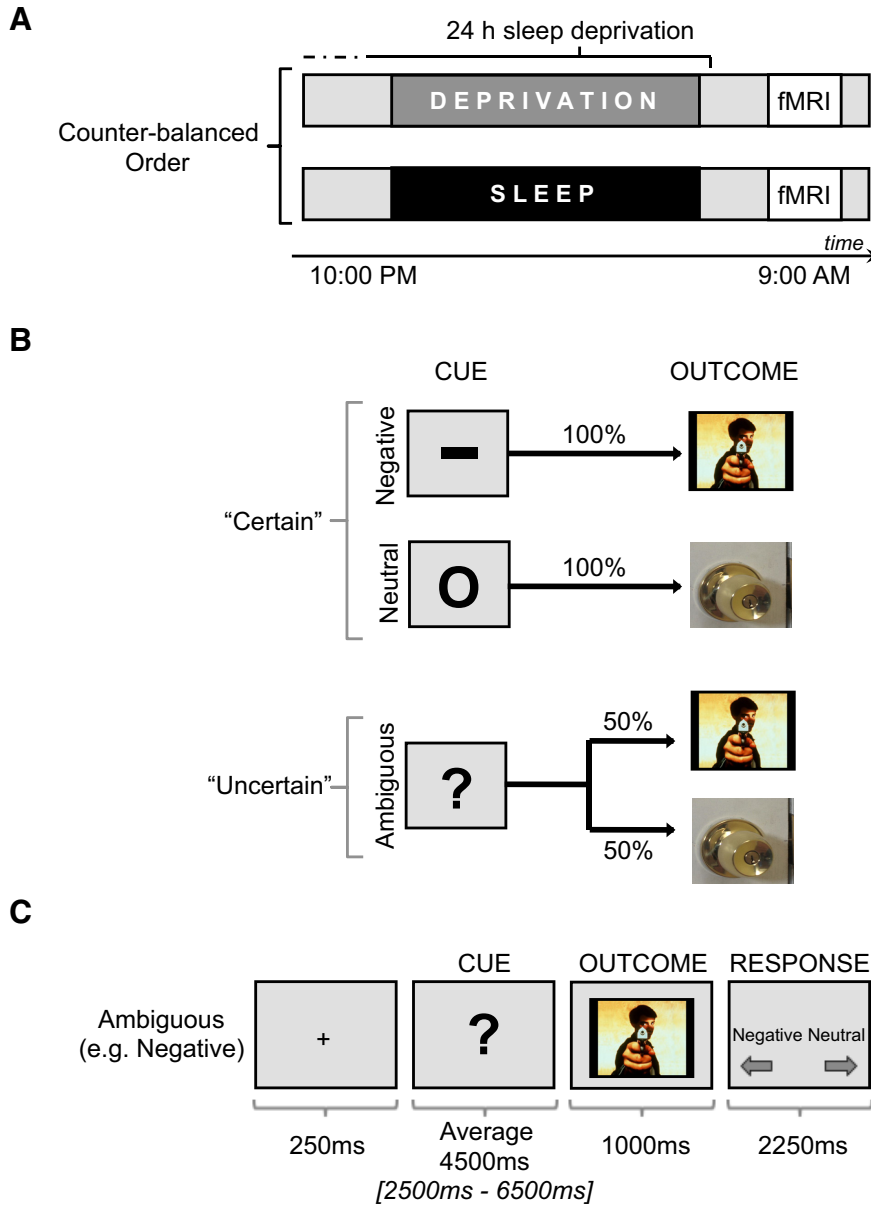 A
24 h sleep deprivation
DEPRIVATION
fMRI
Counter-balanced
Order
SLEEP
fMRI
time
10:00 PM
9:00 AM
B
CUE
OUTCOME
“Certain”
Negative
–
100%
Neutral
O
100%
“Uncertain”
Ambiguous
?
50%
50%
C
CUE
OUTCOME
RESPONSE
Ambiguous
(e.g. Negative)
+
?
Negative Neutral
250ms
Average
4500ms
[2500ms - 6500ms]
1000ms
2250ms